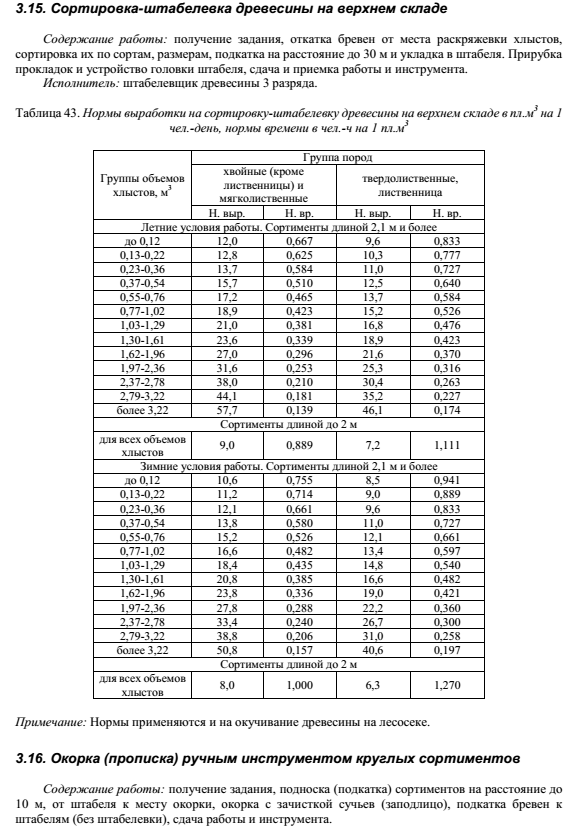 3.15. Сортировка-штабелевка древесины на верхнем складе
Содержание работы: получение задания, откатка бревен от места раскряжевки хлыстов,
сортировка их по сортам, размерам, подкатка на расстояние до 30 м и укладка в штабеля. Прирубка
прокладок и устройство головки штабеля, сдача и приемка работы и инструмента.
Исполнитель: штабелевщик древесины 3 разряда.
Таблица 43. Нормы выработки на сортировку-штабелевку древесины на верхнем складе в пл.м³ на 1
чел.-день, нормы времени в чел.-ч на 1 пл.м³
Группы объемов хлыстов, м³ Группа пород
хвойные (кроме лиственницы) и мягколиственные твердолиственные, лиственница
Н. выр. Н. вр. Н. выр. Н. вр.
Летние условия работы. Сортименты длиной 2,1 м и более
до 0,12 12,0 0,667 9,6 0,833
0,13-0,22 12,8 0,625 10,3 0,777
0,23-0,36 13,7 0,584 11,0 0,727
0,37-0,54 15,7 0,510 12,5 0,640
0,55-0,76 17,2 0,465 13,7 0,584
0,77-1,02 18,9 0,423 15,2 0,526
1,03-1,29 21,0 0,381 16,8 0,476
1,30-1,61 23,6 0,339 18,9 0,423
1,62-1,96 27,0 0,296 21,6 0,370
1,97-2,36 31,6 0,253 25,3 0,316
2,37-2,78 38,0 0,210 30,4 0,263
2,79-3,22 44,1 0,181 35,2 0,227
более 3,22 57,7 0,139 46,1 0,174
Сортименты длиной до 2 м
для всех объемов хлыстов 9,0 0,889 7,2 1,111
Зимние условия работы. Сортименты длиной 2,1 м и более
до 0,12 10,6 0,755 8,5 0,941
0,13-0,22 11,2 0,714 9,0 0,889
0,23-0,36 12,1 0,661 9,6 0,833
0,37-0,54 13,8 0,580 11,0 0,727
0,55-0,76 15,2 0,526 12,1 0,661
0,77-1,02 16,6 0,482 13,4 0,597
1,03-1,29 18,4 0,435 14,8 0,540
1,30-1,61 20,8 0,385 16,6 0,482
1,62-1,96 23,8 0,336 19,0 0,421
1,97-2,36 27,8 0,288 22,2 0,360
2,37-2,78 33,4 0,240 26,7 0,300
2,79-3,22 38,8 0,206 31,0 0,258
более 3,22 50,8 0,157 40,6 0,197
Сортименты длиной до 2 м
для всех объемов хлыстов 8,0 1,000 6,3 1,270
Примечание: Нормы применяются и на окучивание древесины на лесосеке.
3.16. Окорка (прописка) ручным инструментом круглых сортиментов
Содержание работы: получение задания, подноска (подкатка) сортиментов на расстояние до
10 м, от штабеля к месту окорки, окорка с зачисткой сучьев (заподлицо), подкатка бревен к
штабелям (без штабелевки), сдача работы и инструмента.